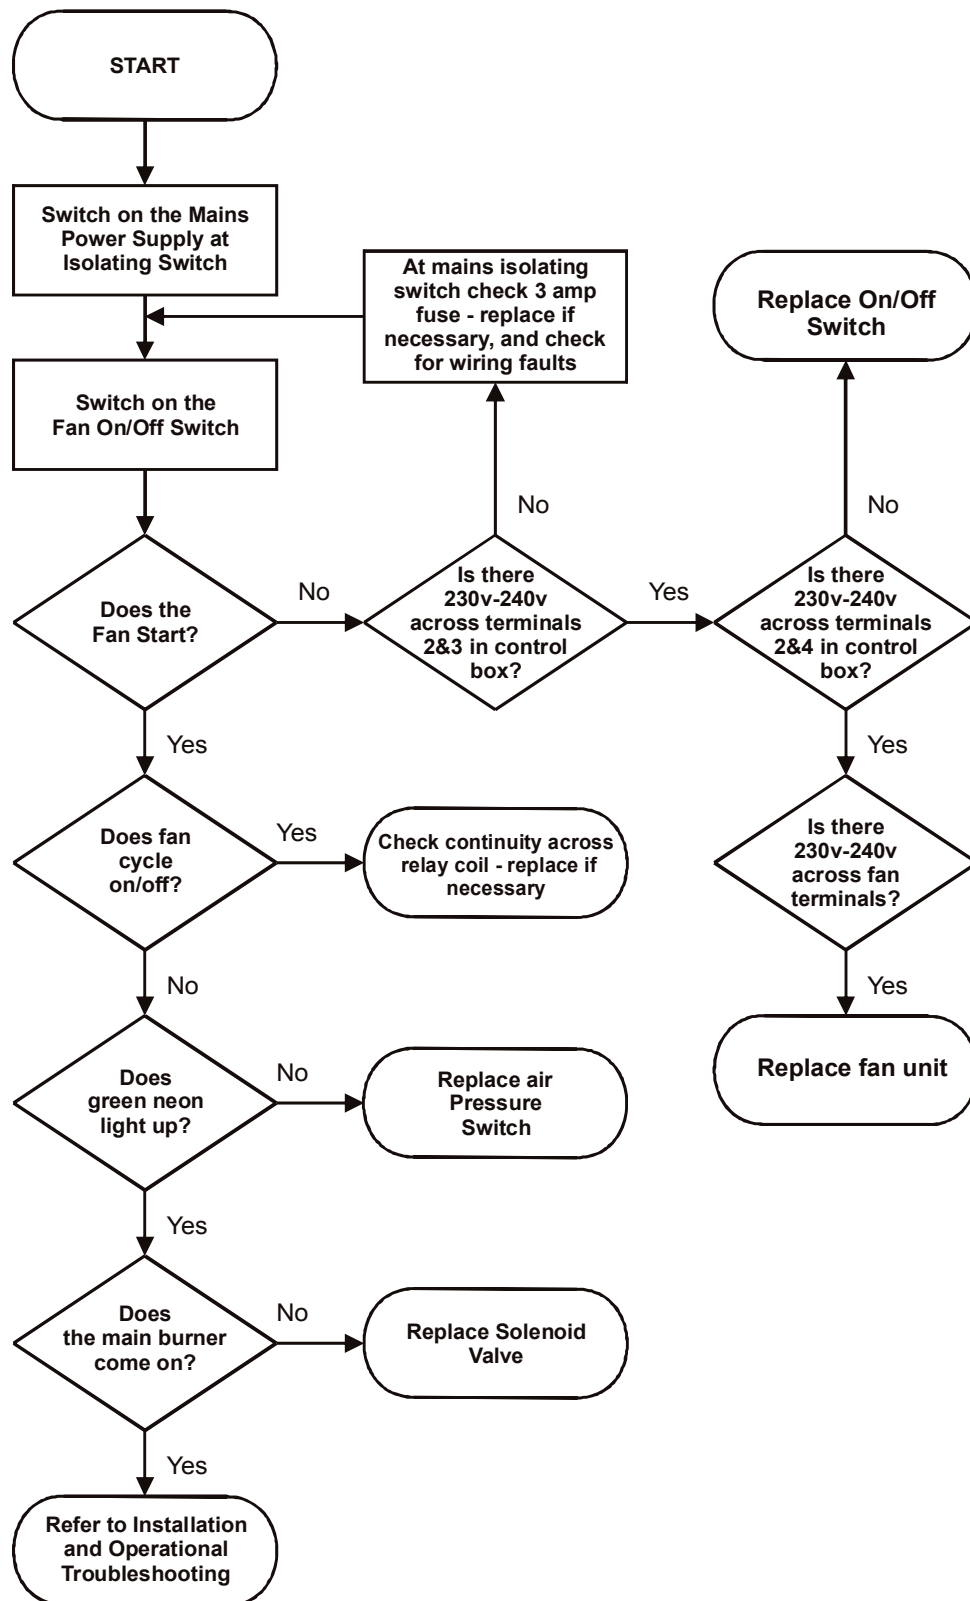 START
Switch on the Mains
Power Supply at
Isolating Switch
At mains isolating
switch check 3 amp
fuse - replace if
necessary, and check
for wiring faults
Replace On/Off
Switch
Switch on the
Fan On/Off Switch
No
No
Does the
Fan Start?
No
Is there
230v-240v
across terminals
2&3 in control
box?
Yes
Is there
230v-240v
across terminals
2&4 in control
box?
Yes
Yes
Does fan
cycle
on/off?
Yes
Check continuity across
relay coil - replace if
necessary
Is there
230v-240v
across fan
terminals?
No
Yes
Does
green neon
light up?
No
Replace air
Pressure
Switch
Replace fan unit
Yes
Does
the main burner
come on?
No
Replace Solenoid
Valve
Yes
Refer to Installation
and Operational
Troubleshooting